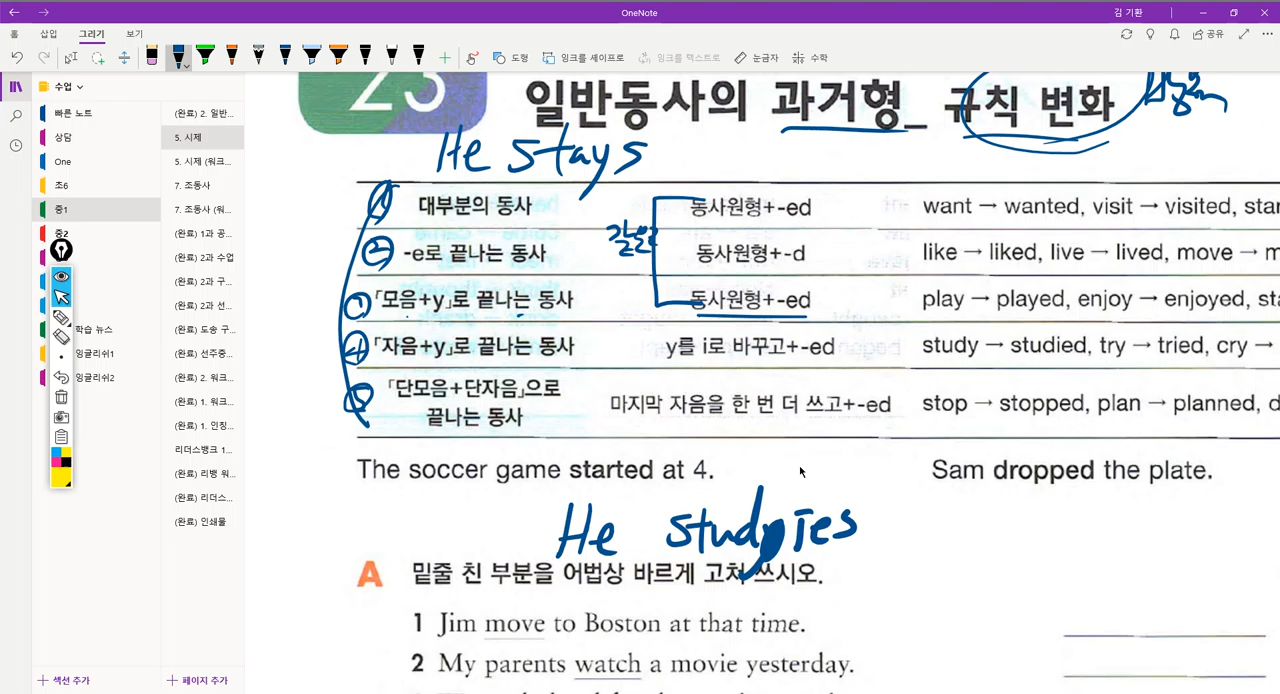 OneNote
김 기환
홈 삽입 그리기 보기
공유
도형 잉크를 셰이프로 잉크를 텍스트로 눈금자 수학
수업
빠른 노트
상담
One
초6
중1
중2
학습 뉴스
잉글리쉬1
잉글리쉬2
섹션 추가
(완료) 2. 일반...
5. 시제
5. 시제 (워크...
7. 조동사
7. 조동사 (워...
(완료) 1과 공...
(완료) 2과 수업
(완료) 2과 구...
(완료) 2과 선...
(완료) 도송 구...
(완료) 선주중...
(완료) 2. 워크...
(완료) 1. 워크...
(완료) 1. 인칭...
리더스뱅크 1...
(완료) 리뱅 워...
(완료) 리더스...
(완료) 인쇄물
페이지 추가
23 일반동사의 과거형_ 규칙 변화
He stays
① 대부분의 동사 동사원형+-ed want → wanted, visit → visited, star
② -e로 끝나는 동사 동사원형+-d like → liked, live → lived, move → m
③ 「모음+y」로 끝나는 동사 동사원형+-ed play → played, enjoy → enjoyed, sta
④ 「자음+y」로 끝나는 동사 y를 i로 바꾸고+-ed study → studied, try → tried, cry →
⑤ 「단모음+단자음」으로
끝나는 동사 마지막 자음을 한 번 더 쓰고+-ed stop → stopped, plan → planned, d
The soccer game started at 4. Sam dropped the plate.
He studyies
A 밑줄 친 부분을 어법상 바르게 고쳐 쓰시오.
1 Jim move to Boston at that time.
2 My parents watch a movie yesterday.